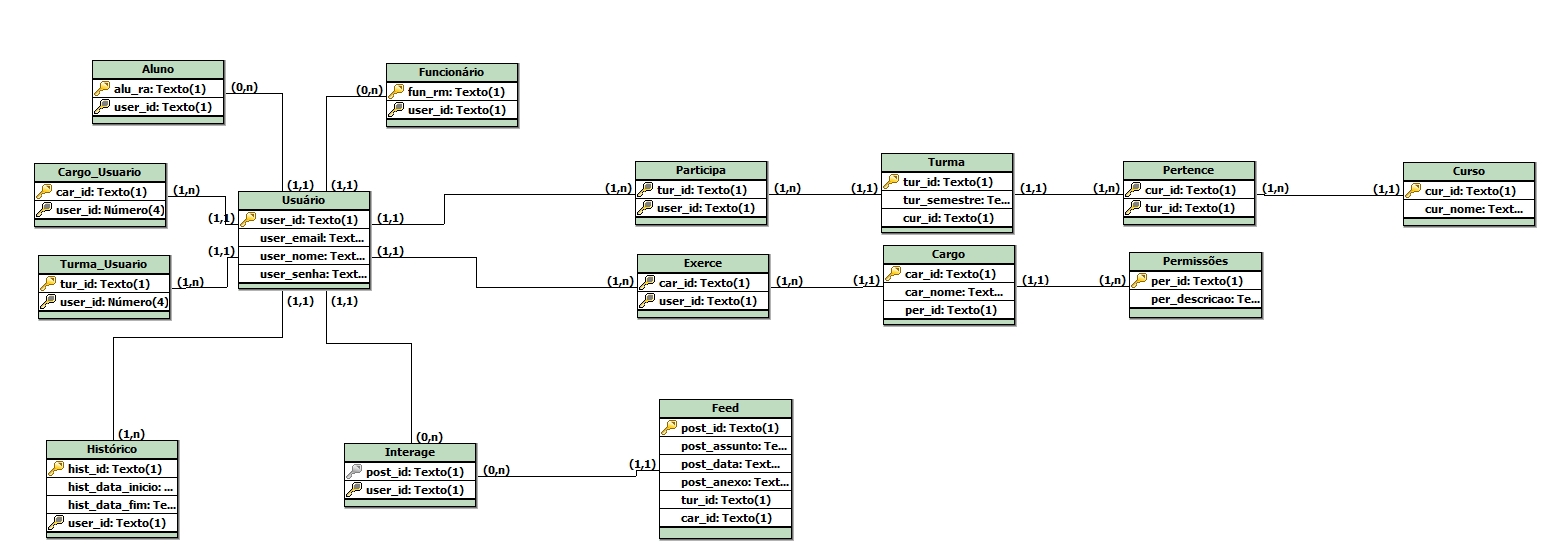 Aluno
alu_ra: Texto(1)
user_id: Texto(1)
(0,n)
Funcionário
fun_rm: Texto(1)
user_id: Texto(1)
(0,n)
Cargo_Usuario
car_id: Texto(1)
user_id: Número(4)
(1,n)
(1,1)
Turma_Usuario
tur_id: Texto(1)
user_id: Número(4)
(1,n)
(1,1)
(1,1)
(1,1)
Usuário
user_id: Texto(1)
user_email: Text...
user_nome: Text...
user_senha: Text...
(1,1)
(1,1)
(1,1)
(1,1)
Participa
tur_id: Texto(1)
user_id: Texto(1)
(1,n)
(1,n)
Turma
tur_id: Texto(1)
tur_semestre: Te...
cur_id: Texto(1)
(1,1)
(1,1)
Pertence
cur_id: Texto(1)
tur_id: Texto(1)
(1,n)
(1,n)
Curso
cur_id: Texto(1)
cur_nome: Text...
(1,1)
Exerce
car_id: Texto(1)
user_id: Texto(1)
(1,n)
(1,n)
Cargo
car_id: Texto(1)
car_nome: Text...
per_id: Texto(1)
(1,1)
(1,1)
Permissões
per_id: Texto(1)
per_descricao: Te...
(1,n)
(1,n)
Histórico
hist_id: Texto(1)
hist_data_inicio: ...
hist_data_fim: Te...
user_id: Texto(1)
(0,n)
Interage
post_id: Texto(1)
user_id: Texto(1)
(0,n)
(1,1)
Feed
post_id: Texto(1)
post_assunto: Te...
post_data: Text...
post_anexo: Text...
tur_id: Texto(1)
car_id: Texto(1)